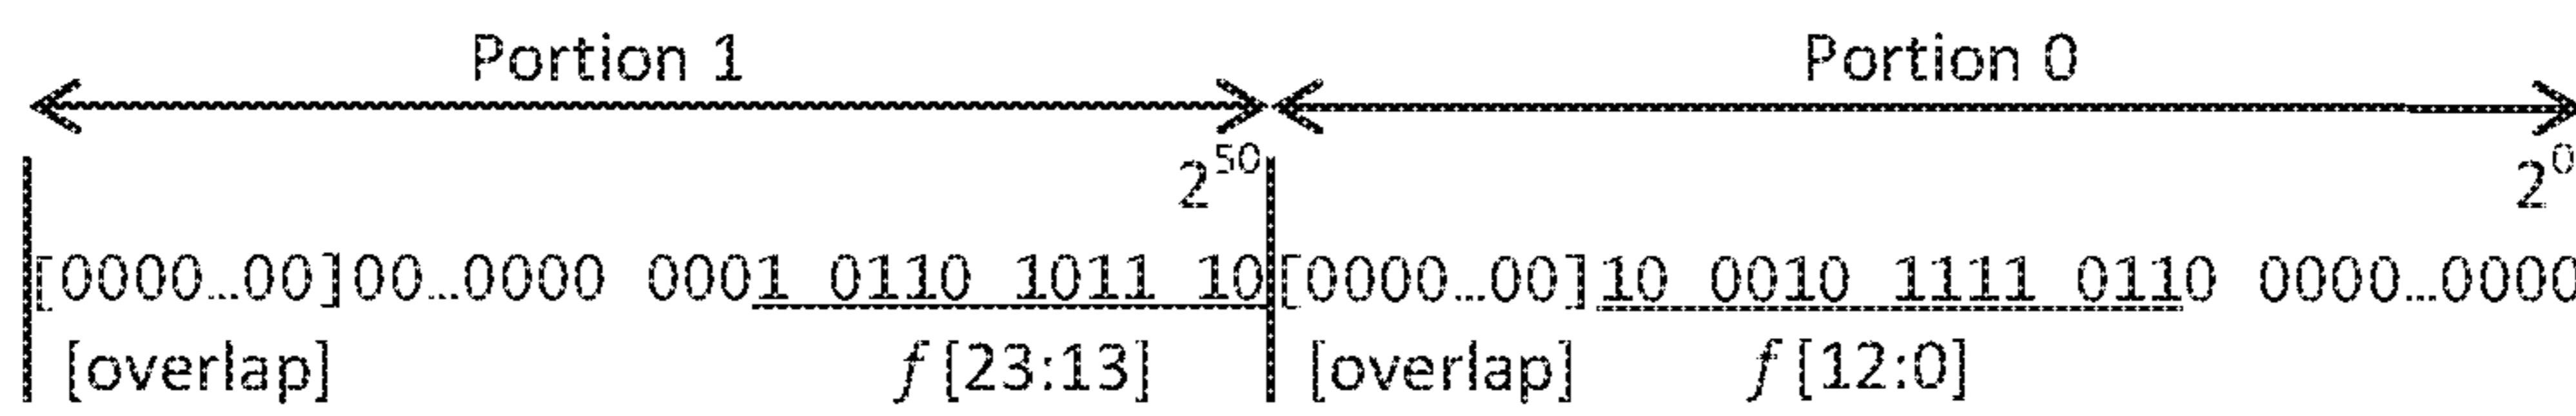 Portion 1 Portion 0
2^50 2^0
[0000...00]00...0000 0001 0110 1011 10 [0000...00]10 0010 1111 0110 0000...0000
[overlap] f[23:13] [overlap] f[12:0]